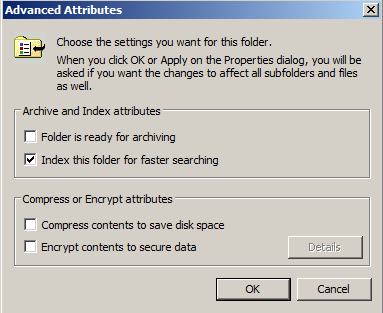 Advanced Attributes
Choose the settings you want for this folder.
When you click OK or Apply on the Properties dialog, you will be
asked if you want the changes to affect all subfolders and files
as well.
Archive and Index attributes
Folder is ready for archiving
Index this folder for faster searching
Compress or Encrypt attributes
Compress contents to save disk space
Encrypt contents to secure data
Details
OK
Cancel